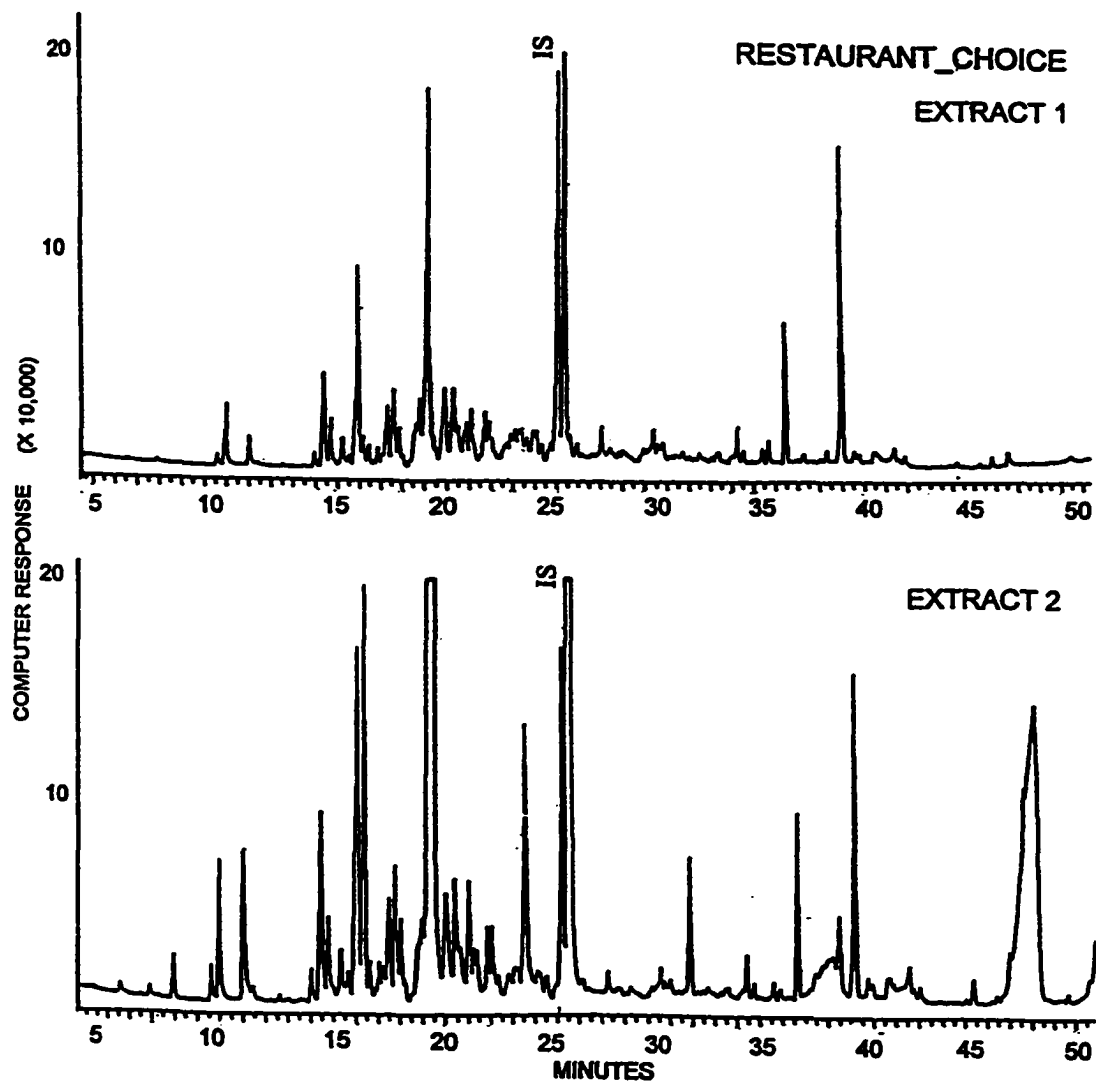 20
IS
RESTAURANT_CHOICE
EXTRACT 1
10
5 10 15 20 25 30 35 40 45 50
COMPUTER RESPONSE (X 10,000)
20
IS
EXTRACT 2
10
5 10 15 20 25 30 35 40 45 50
MINUTES